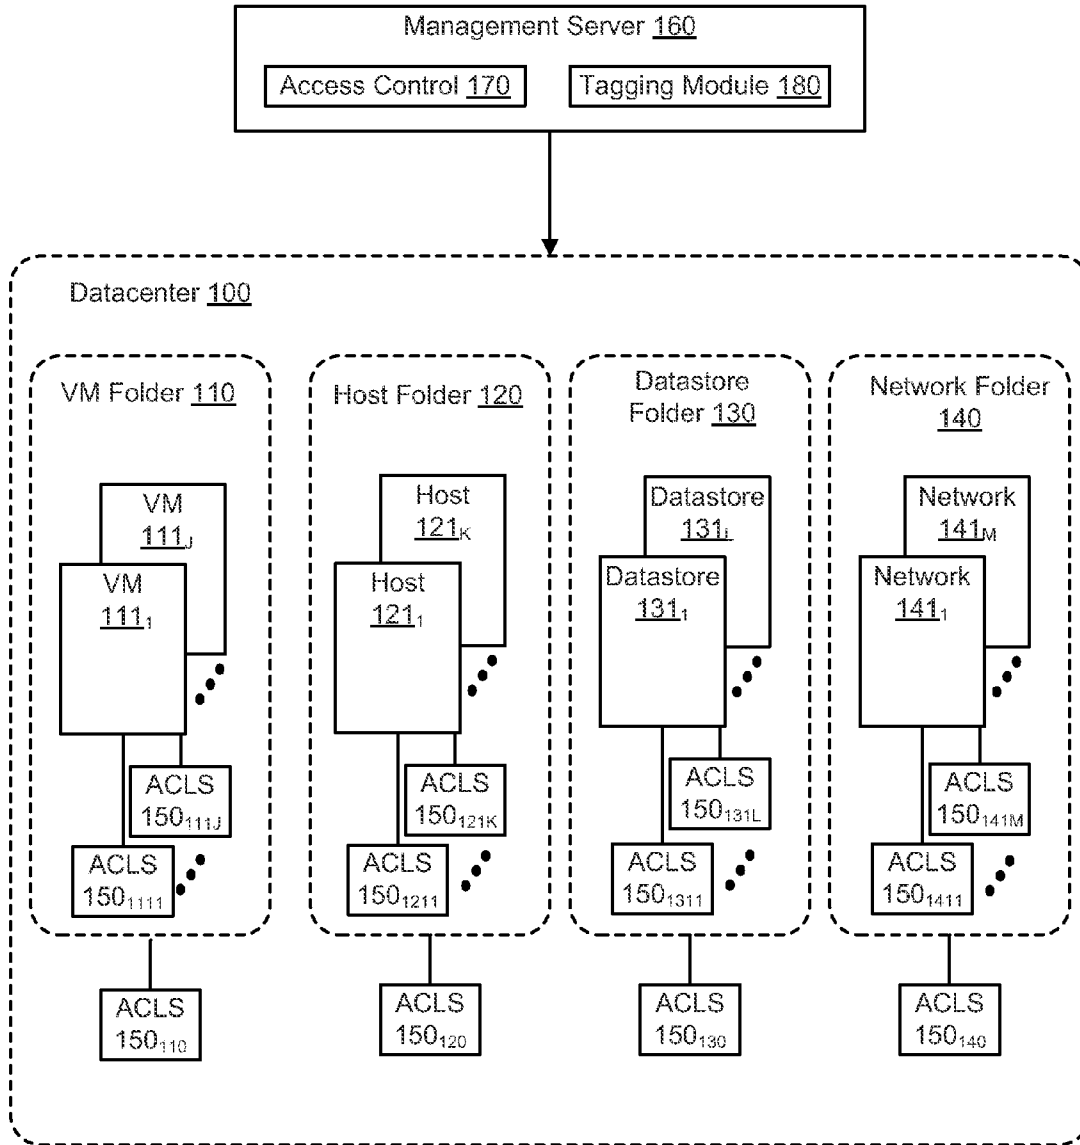 Management Server 160
Access Control 170
Tagging Module 180
Datacenter 100
VM Folder 110
VM
111J
VM
1111
ACLS
150111J
ACLS
1501111
ACLS
150110
Host Folder 120
Host
121K
Host
1211
ACLS
150121K
ACLS
1501211
ACLS
150120
Datastore
Folder 130
Datastore
131L
Datastore
1311
ACLS
150131L
ACLS
1501311
ACLS
150130
Network Folder
140
Network
141M
Network
1411
ACLS
150141M
ACLS
1501411
ACLS
150140